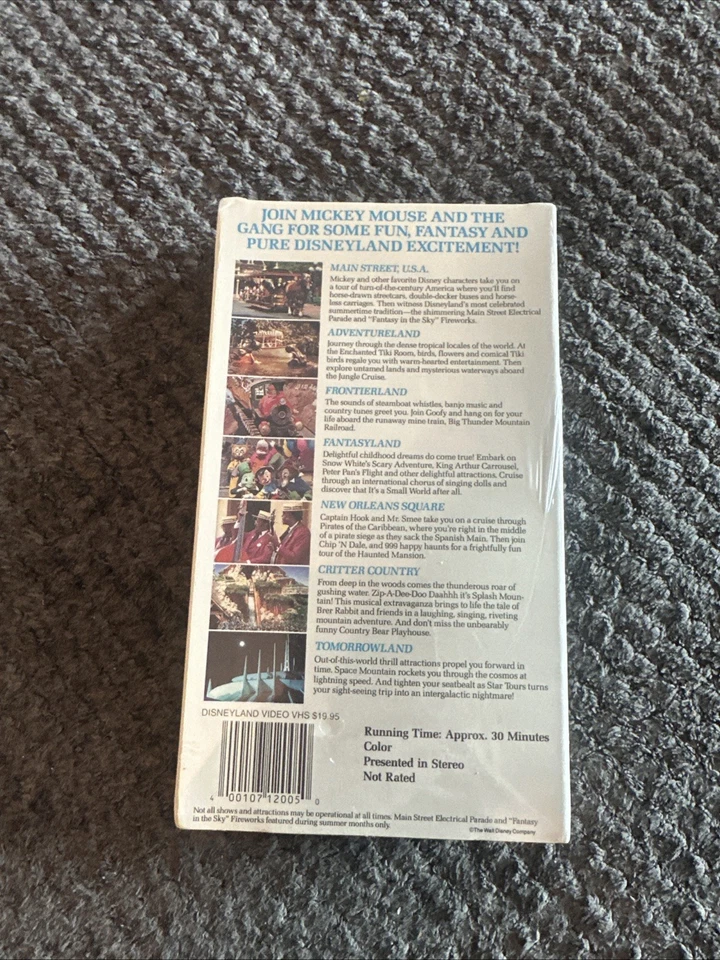 JOIN MICKEY MOUSE AND THE
GANG FOR SOME FUN, FANTASY AND
PURE DISNEYLAND EXCITEMENT!
MAIN STREET, U.S.A.
Mickey and other favorite Disney characters take you on
a tour of turn-of-the-century America where you'll find
horse-drawn streetcars, double-decker buses and horse-
less carriages. Then witness Disneyland's most celebrated
summertime tradition—the shimmering Main Street Electrical
Parade and "Fantasy in the Sky" Fireworks.
ADVENTURELAND
Journey through the dense tropical locales of the world. At
the Enchanted Tiki Room, birds, flowers and comical Tiki
birds regale you with warm-hearted entertainment. Then
explore untamed lands and mysterious waterways aboard
the Jungle Cruise.
FRONTIERLAND
The sounds of steamboat whistles, banjo music and
country tunes greet you. Join Goofy and hang on for your
life aboard the runaway mine train, Big Thunder Mountain
Railroad.
FANTASYLAND
Delightful childhood dreams do come true! Embark on
Snow White's Scary Adventure, King Arthur Carrousel,
Peter Pan's Flight and other delightful attractions. Cruise
through an international chorus of singing dolls and
discover that It's a Small World after all.
NEW ORLEANS SQUARE
Captain Hook and Mr. Smee take you on a cruise through
Pirates of the Caribbean, where you're right in the middle
of a pirate siege as they sack the Spanish Main. Then join
Chip 'N Dale, and 999 happy haunts for a frightfully fun
tour of the Haunted Mansion.
CRITTER COUNTRY
From deep in the woods comes the thunderous roar of
gushing water. Zip-A-Dee-Doo Daahhh it's Splash Moun-
tain! This musical extravaganza brings to life the tale of
Brer Rabbit and friends in a laughing, singing, riveting
mountain adventure. And don't miss the unbearably
funny Country Bear Playhouse.
TOMORROWLAND
Out-of-this-world thrill attractions propel you forward in
time. Space Mountain rockets you through the cosmos at
lightning speed. And tighten your seatbealt as Star Tours turns
your sight-seeing trip into an intergalactic nightmare!
DISNEYLAND VIDEO VHS $19.95
Running Time: Approx. 30 Minutes
Color
Presented in Stereo
Not Rated
4 00107 12005 0
Not all shows and attractions may be operational at all times. Main Street Electrical Parade and "Fantasy
in the Sky" Fireworks featured during summer months only.
©The Walt Disney Company